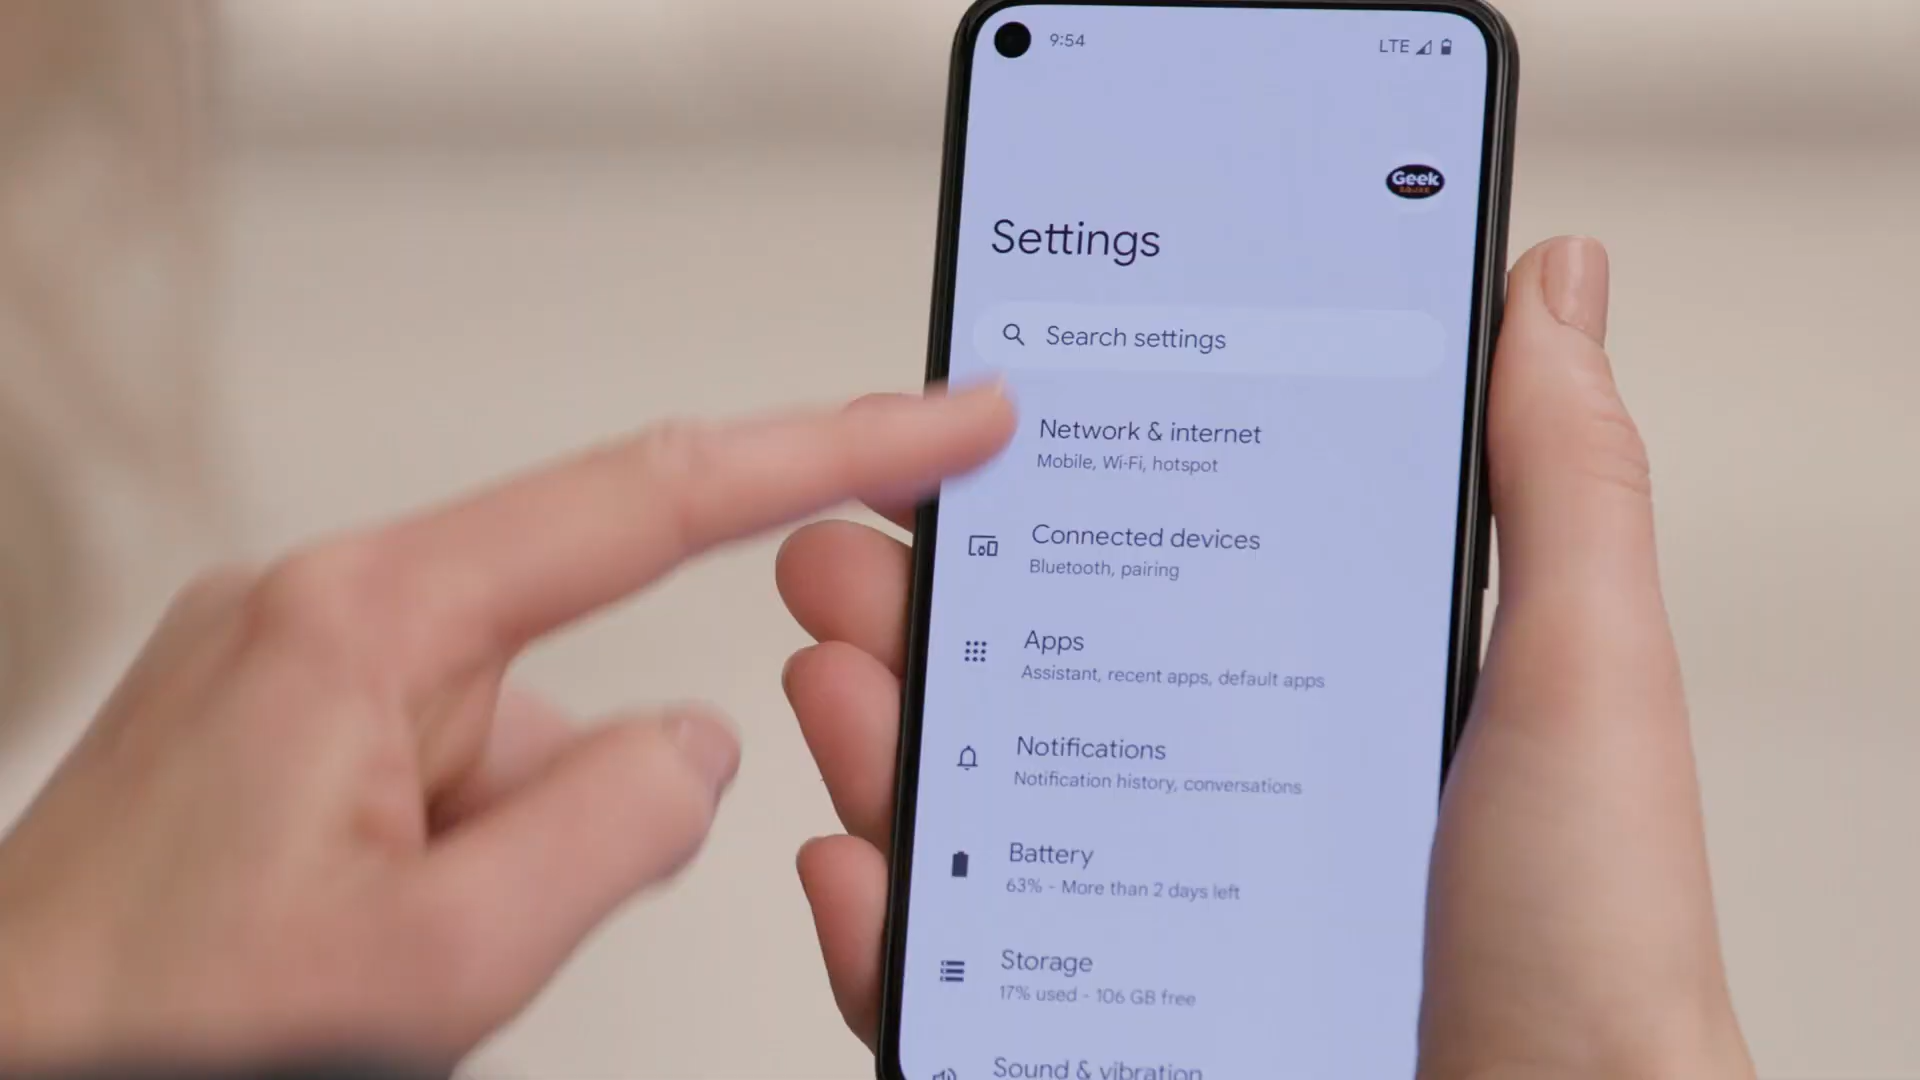 9:54
LTE
Geek
SQUAD
Settings
Search settings
Network & internet
Mobile, Wi-Fi, hotspot
Connected devices
Bluetooth, pairing
Apps
Assistant, recent apps, default apps
Notifications
Notification history, conversations
Battery
63% - More than 2 days left
Storage
17% used - 106 GB free
Sound & vibration